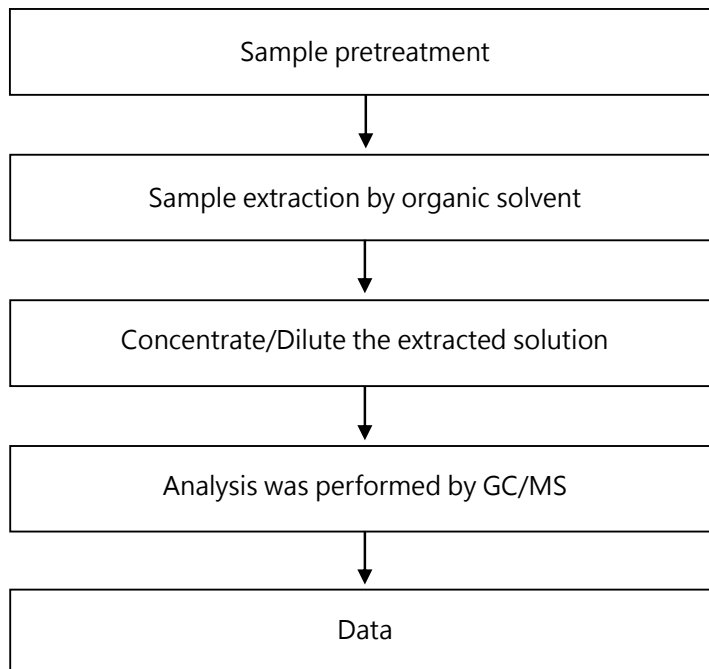 Sample pretreatment
Sample extraction by organic solvent
Concentrate/Dilute the extracted solution
Analysis was performed by GC/MS
Data